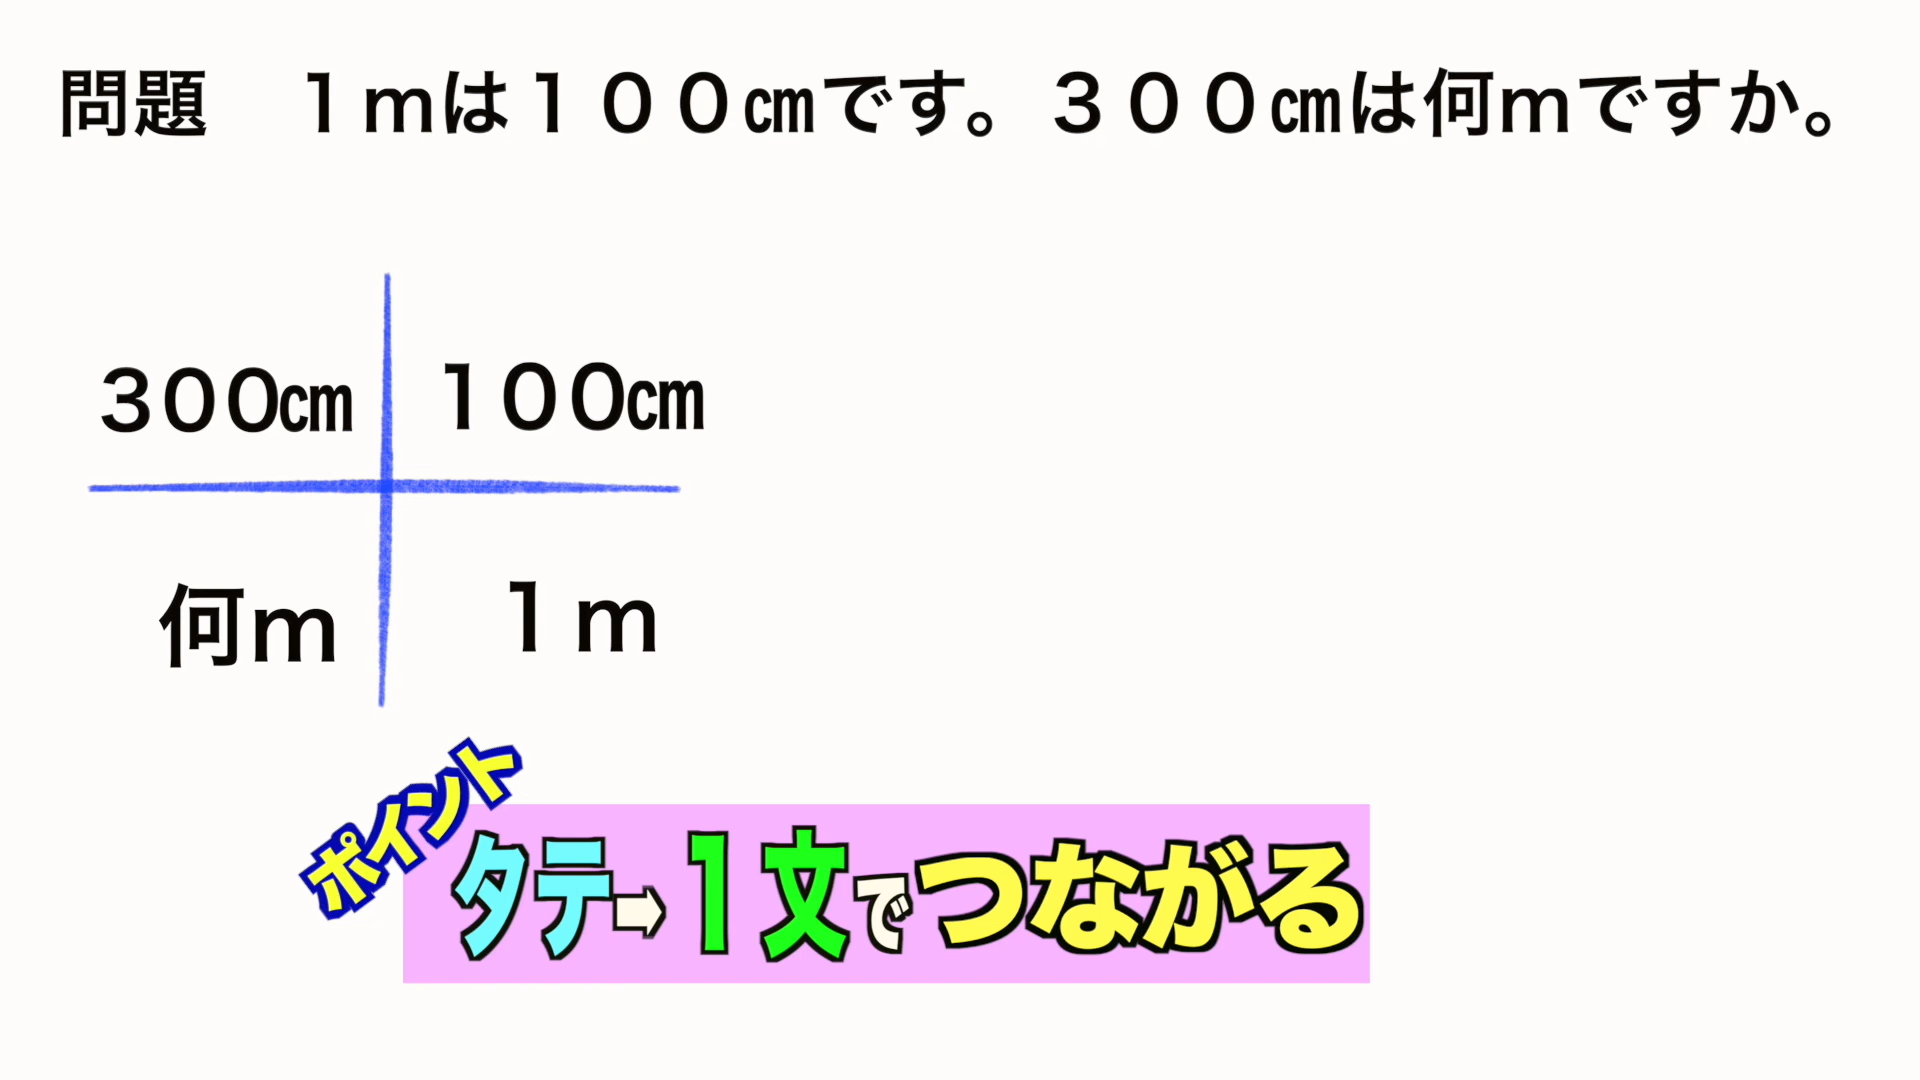 問題　１ｍは１００㎝です。３００㎝は何ｍですか。
３００㎝　１００㎝
何ｍ　１ｍ
ポイント
タテ➡１文でつながる